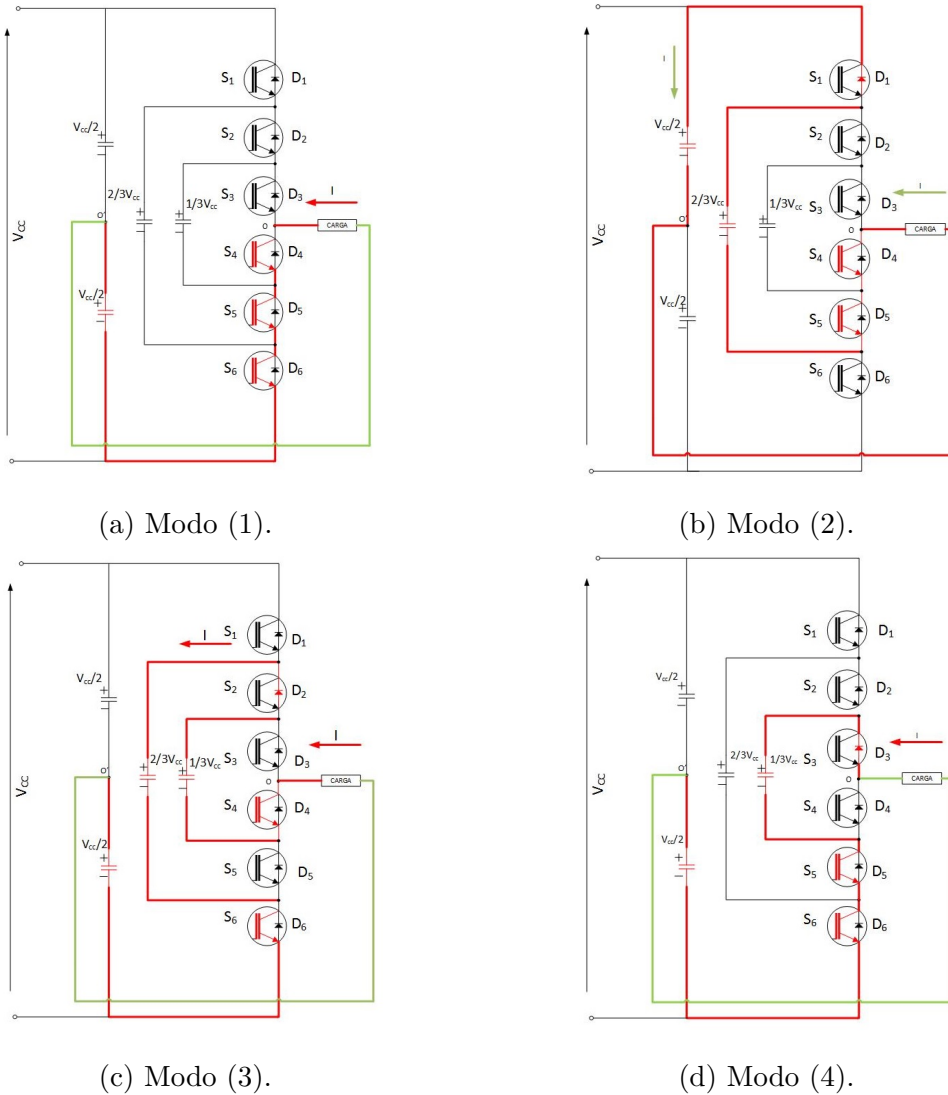 S1 D1
Vcc/2
+
S2 D2
2/3Vcc
+
1/3Vcc
+
S3 D3
I
O'
O
CARGA
VCC
S4 D4
Vcc/2
+
S5 D5
S6 D6
(a) Modo (1).
I
S1 D1
Vcc/2
+
S2 D2
I
2/3Vcc
+
1/3Vcc
+
S3 D3
O'
O
CARGA
VCC
S4 D4
Vcc/2
+
S5 D5
S6 D6
(b) Modo (2).
I
S1 D1
Vcc/2
+
S2 D2
I
S3 D3
2/3Vcc
+
1/3Vcc
+
O'
O
CARGA
VCC
S4 D4
Vcc/2
+
S5 D5
S6 D6
(c) Modo (3).
S1 D1
Vcc/2
+
S2 D2
I
S3 D3
2/3Vcc
+
1/3Vcc
+
O'
O
CARGA
VCC
S4 D4
Vcc/2
+
S5 D5
S6 D6
(d) Modo (4).